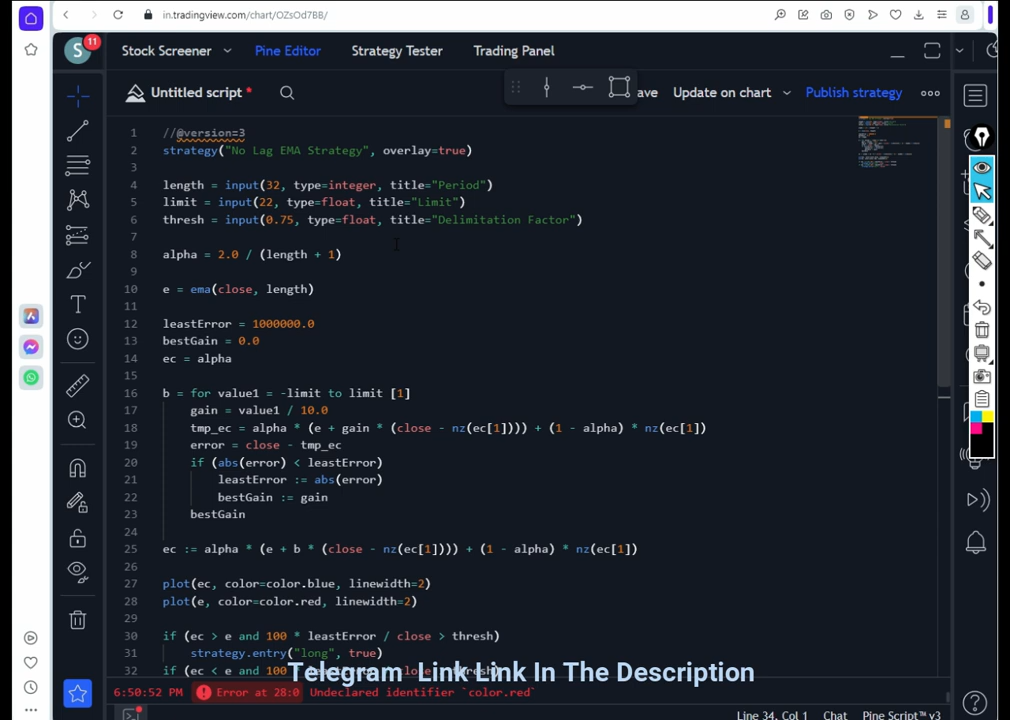 in.tradingview.com/chart/OZsOd7BB/
S
11
Stock Screener
Pine Editor
Strategy Tester
Trading Panel
Untitled script *
ave
Update on chart
Publish strategy
1 //@version=3
2 strategy("No Lag EMA Strategy", overlay=true)
3
4 length = input(32, type=integer, title="Period")
5 limit = input(22, type=float, title="Limit")
6 thresh = input(0.75, type=float, title="Delimitation Factor")
7
8 alpha = 2.0 / (length + 1)
9
10 e = ema(close, length)
11
12 leastError = 1000000.0
13 bestGain = 0.0
14 ec = alpha
15
16 b = for value1 = -limit to limit [1]
17 gain = value1 / 10.0
18 tmp_ec = alpha * (e + gain * (close - nz(ec[1]))) + (1 - alpha) * nz(ec[1])
19 error = close - tmp_ec
20 if (abs(error) < leastError)
21 leastError := abs(error)
22 bestGain := gain
23 bestGain
24
25 ec := alpha * (e + b * (close - nz(ec[1]))) + (1 - alpha) * nz(ec[1])
26
27 plot(ec, color=color.blue, linewidth=2)
28 plot(e, color=color.red, linewidth=2)
29
30 if (ec > e and 100 * leastError / close > thresh)
31 strategy.entry("long", true)
32 if (ec < e and 100
Telegram Link Link In The Description
6:50:52 PM Error at 28:0 Undeclared identifier `color.red`
Line 34, Col 1 Chat Pine Script™ v3